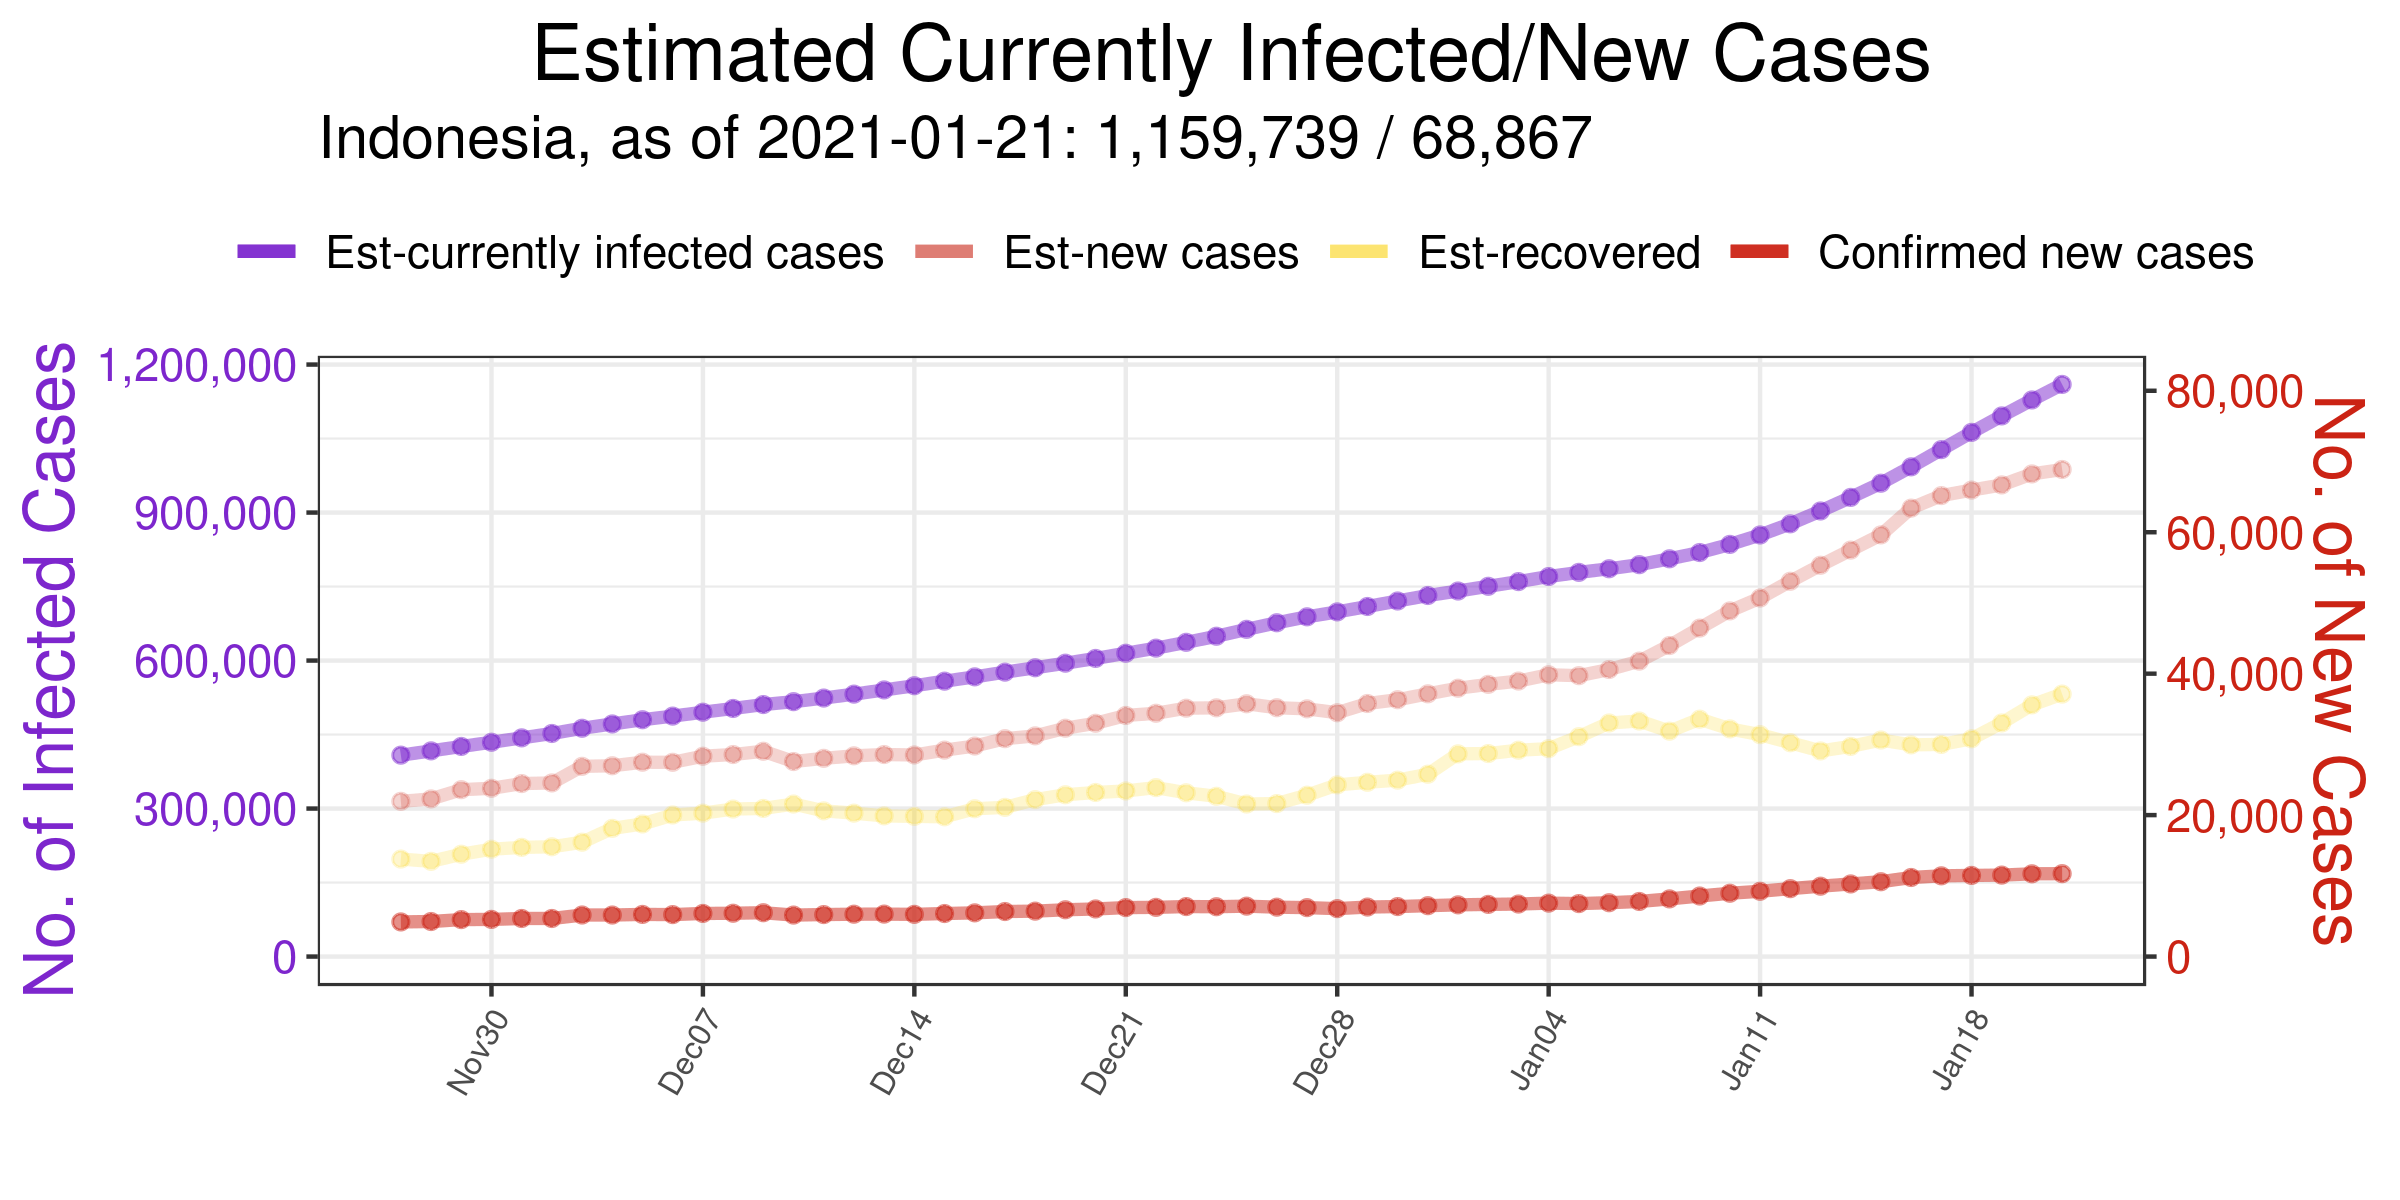 Estimated Currently Infected/New Cases
Indonesia, as of 2021-01-21: 1,159,739 / 68,867
Est-currently infected cases Est-new cases Est-recovered Confirmed new cases
No. of Infected Cases
1,200,000
900,000
600,000
300,000
0
80,000
60,000
40,000
20,000
0
No. of New Cases
Nov30 Dec07 Dec14 Dec21 Dec28 Jan04 Jan11 Jan18